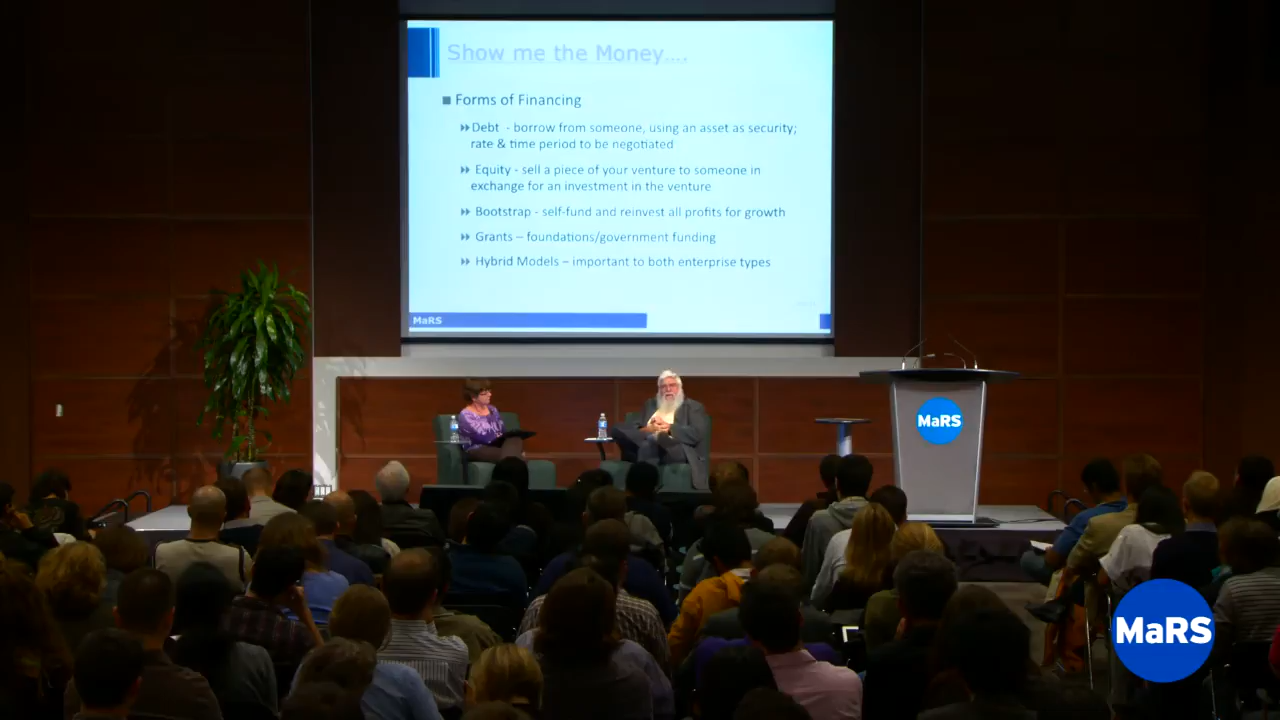 Show me the Money....
■ Forms of Financing
Debt - borrow from someone, using an asset as security;
rate & time period to be negotiated
Equity - sell a piece of your venture to someone in
exchange for an investment in the venture
Bootstrap - self-fund and reinvest all profits for growth
Grants – foundations/government funding
Hybrid Models – important to both enterprise types
MaRS
MaRS
MaRS